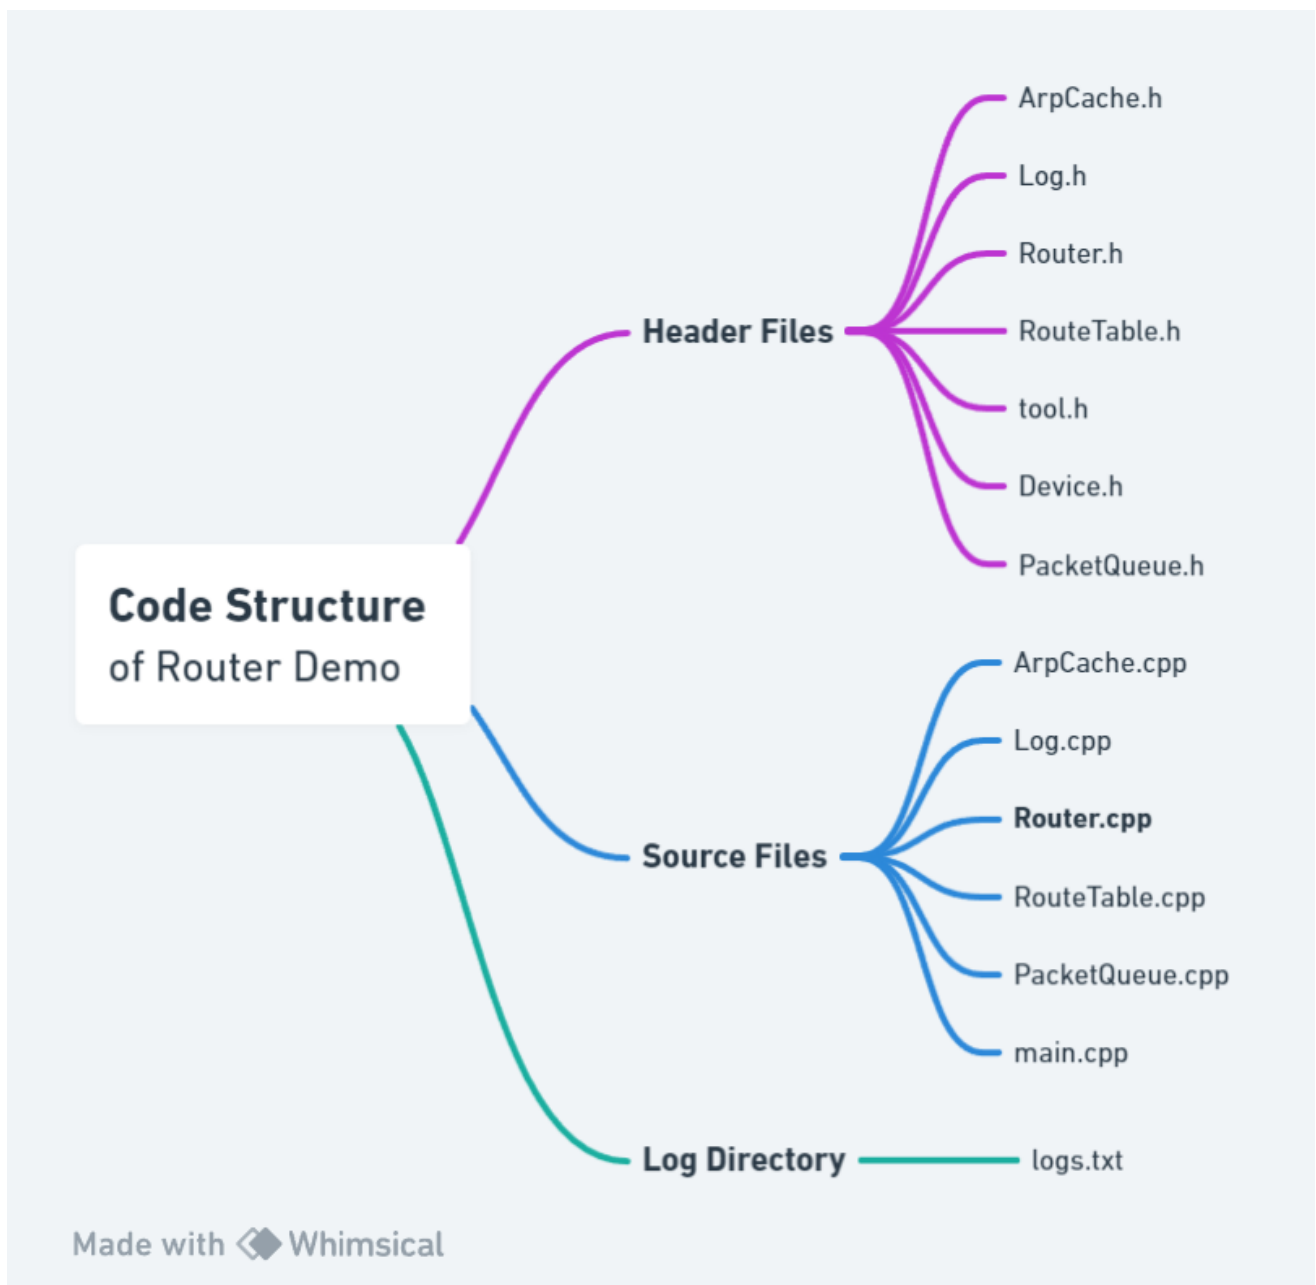 Code Structure
of Router Demo
Header Files
ArpCache.h
Log.h
Router.h
RouteTable.h
tool.h
Device.h
PacketQueue.h
Source Files
ArpCache.cpp
Log.cpp
Router.cpp
RouteTable.cpp
PacketQueue.cpp
main.cpp
Log Directory
logs.txt
Made with Whimsical